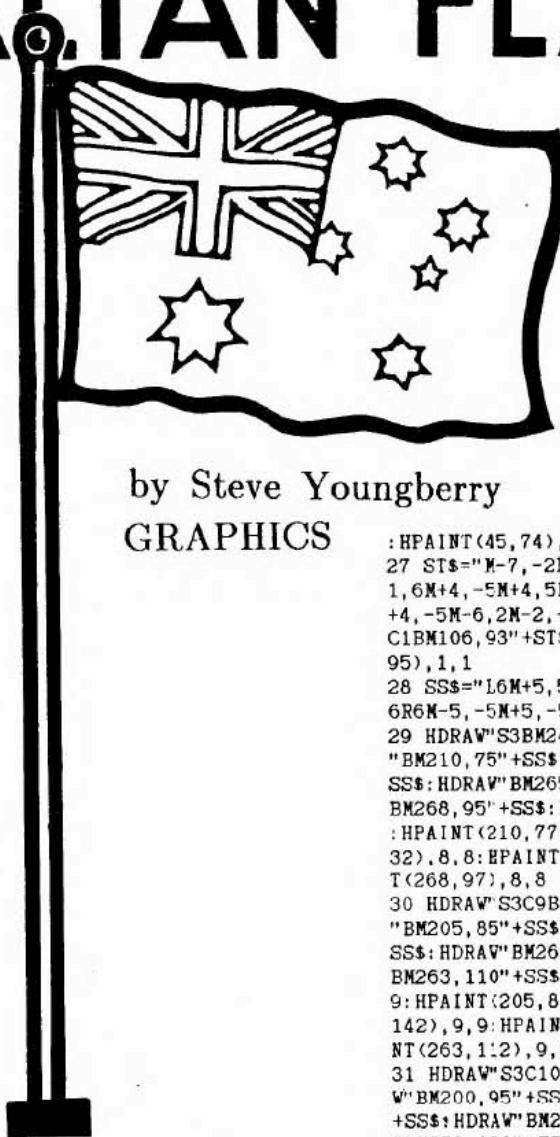 by Steve Youngberry
GRAPHICS
:HPAINT(45,74),
27 ST$="M-7,-2
1,6M+4,-5M+4,5
+4,-5M-6,2M-2,-
C1BM106,93"+ST
95),1,1
28 SS$="L6M+5,5
6R6M-5,-5M+5,-
29 HDRAW"S3BM2
"BM210,75"+SS$
SS$:HDRAW"BM26
BM268,95"+SS$:
:HPAINT(210,77
32),8,8:HPAINT
T(268,97),8,8
30 HDRAW"S3C9B
"BM205,85"+SS$
SS$:HDRAW"BM26
BM263,110"+SS$
9:HPAINT(205,8
142),9,9:HPAIN
NT(263,112),9,
31 HDRAW"S3C10
W"BM200,95"+SS
+SS$:HDRAW"BM2